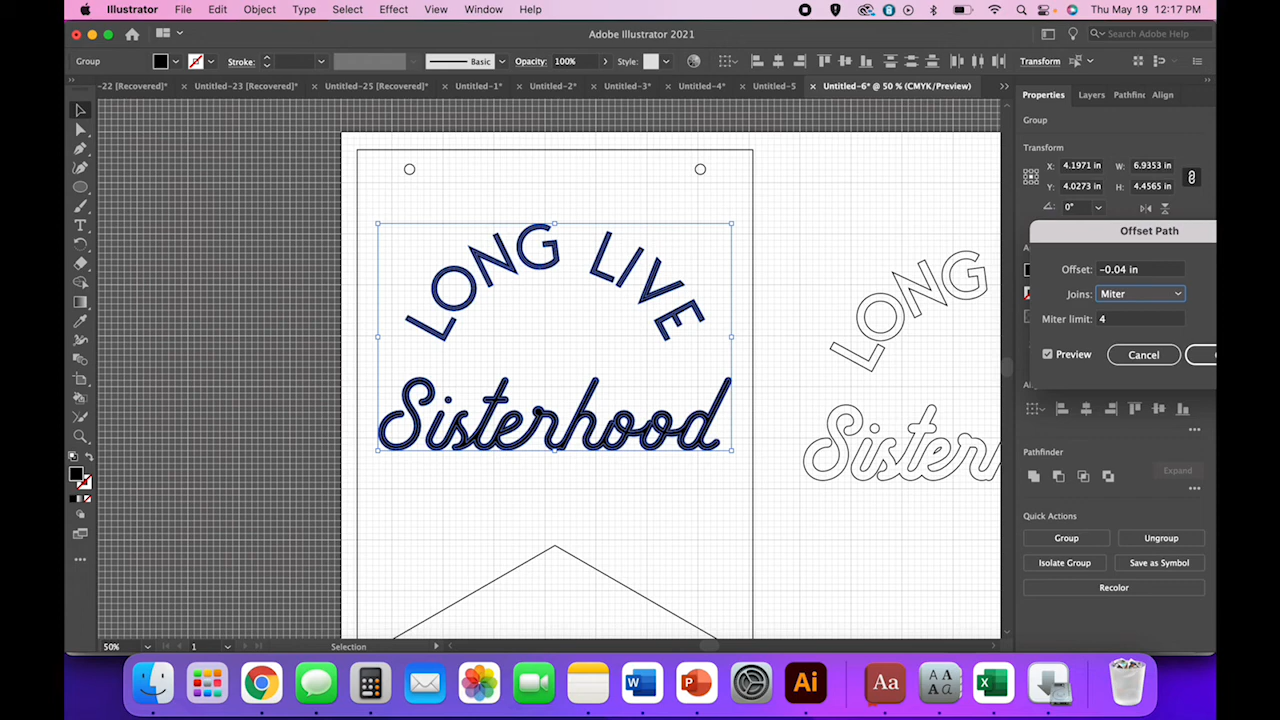 Illustrator File Edit Object Type Select Effect View Window Help Thu May 19 12:17 PM
Adobe Illustrator 2021 Search Adobe Help
Group Stroke: Basic Opacity: 100% Style: Transform
-22 [Recovered]* Untitled-23 [Recovered]* Untitled-25 [Recovered]* Untitled-1* Untitled-2* Untitled-3* Untitled-4* Untitled-5 Untitled-6* @ 50 % (CMYK/Preview)
Properties Layers Pathfinc Align
Group
Transform
X: 4.1971 in W: 6.9353 in
Y: 4.0273 in H: 4.4565 in
0°
Offset Path
Offset: -0.04 in
Joins: Miter
Miter limit: 4
Preview Cancel
LONG LIVE
Sisterhood
LONG
Sister
Pathfinder
Expand
Quick Actions
Group Ungroup
Isolate Group Save as Symbol
Recolor
50% 1 Selection
W P Ai Aa X